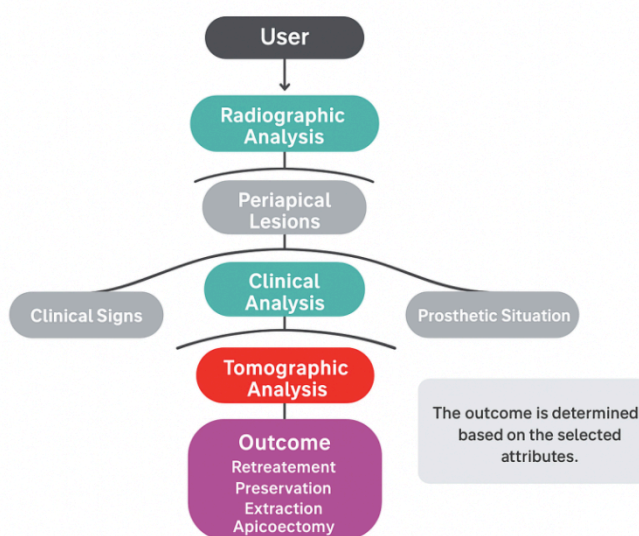 User
Radiographic
Analysis
Periapical
Lesions
Clinical
Analysis
Clinical Signs
Prosthetic Situation
Tomographic
Analysis
The outcome is determined
based on the selected
attributes.
Outcome
Retreatement
Preservation
Extraction
Apicoectomy